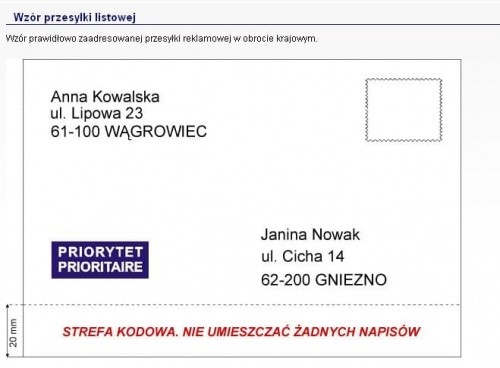 Wzór przesyłki listowej
Wzór prawidłowo zaadresowanej przesyłki reklamowej w obrocie krajowym.
Anna Kowalska
ul. Lipowa 23
61-100 WĄGROWIEC
PRIORYTET
PRIORITAIRE
Janina Nowak
ul. Cicha 14
62-200 GNIEZNO
20 mm
STREFA KODOWA. NIE UMIESZCZAĆ ŻADNYCH NAPISÓW